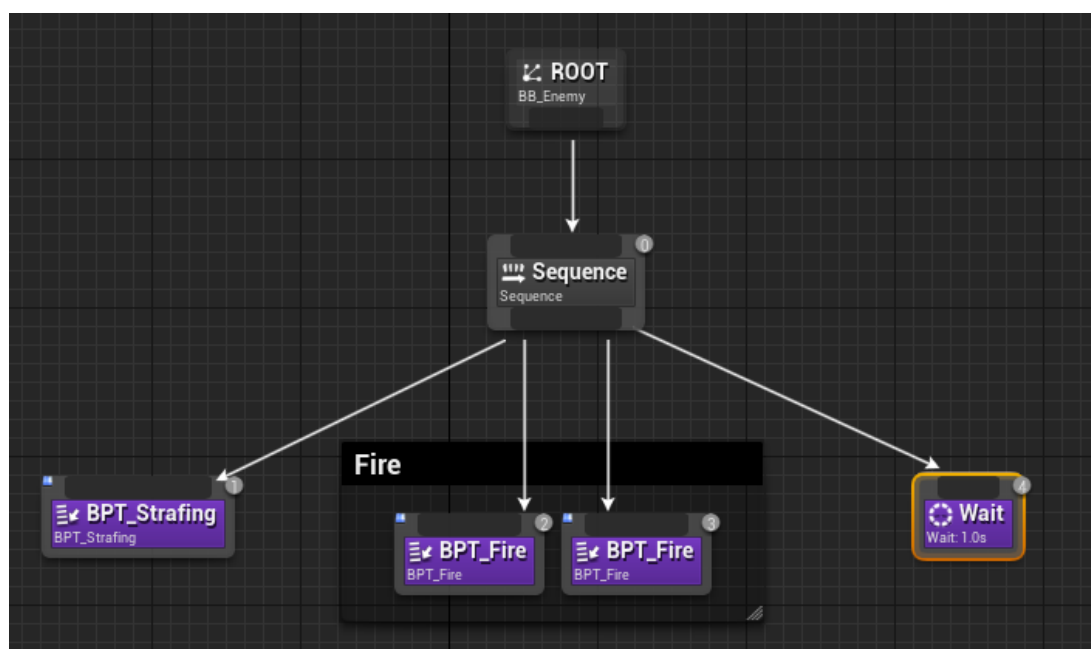 ROOT
BB_Enemy
0
Sequence
Sequence
Fire
1
BPT_Strafing
BPT_Strafing
2
BPT_Fire
BPT_Fire
3
BPT_Fire
BPT_Fire
4
Wait
Wait: 1.0s